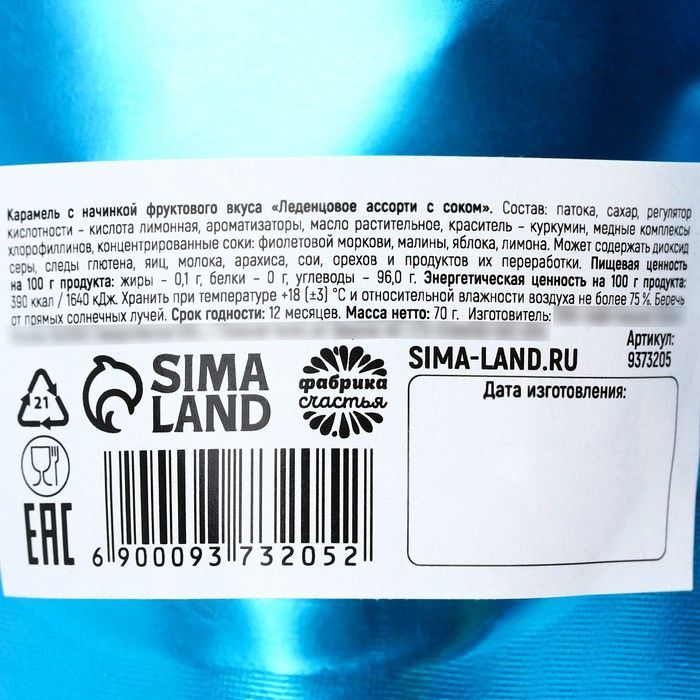 Карамель с начинкой фруктового вкуса «Леденцовое ассорти с соком». Состав: патока, сахар, регулятор
кислотности - кислота лимонная, ароматизаторы, масло растительное, краситель - куркумин, медные комплексы
хлорофиллинов, концентрированные соки: фиолетовой моркови, малины, яблока, лимона. Может содержать диоксид
серы, следы глютена, яиц, молока, арахиса, сои, орехов и продуктов их переработки. Пищевая ценность
на 100 г продукта: жиры - 0,1 г, белки - 0 г, углеводы - 96,0 г. Энергетическая ценность на 100 г продукта:
390 ккал / 1640 кДж. Хранить при температуре +18 (±3) °С и относительной влажности воздуха не более 75 %. Беречь
от прямых солнечных лучей. Срок годности: 12 месяцев. Масса нетто: 70 г. Изготовитель:
21
SIMA
LAND
фабрика
счастья
SIMA-LAND.RU
Артикул:
9373205
Дата изготовления:
EAC
6 900093 732052